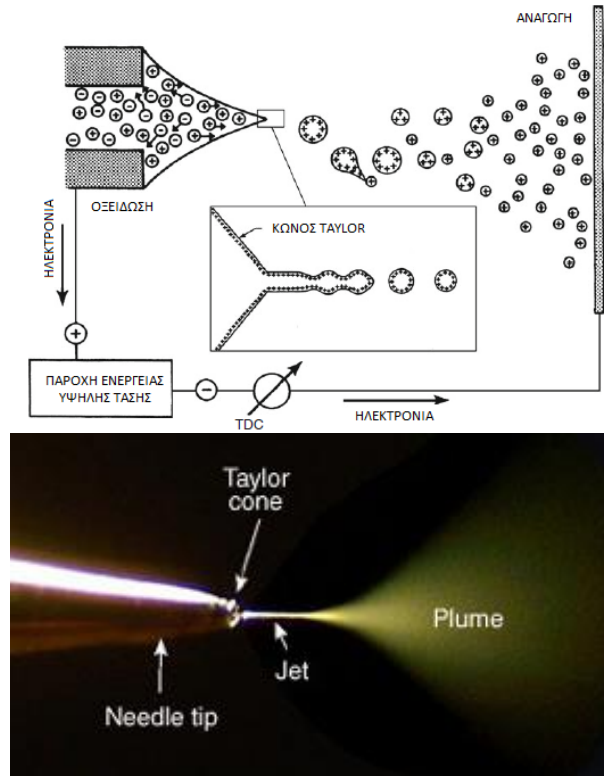 ΑΝΑΓΩΓΗ
ΟΞΕΙΔΩΣΗ
ΗΛΕΚΤΡΟΝΙΑ
ΚΩΝΟΣ TAYLOR
ΠΑΡΟΧΗ ΕΝΕΡΓΕΙΑΣ
ΥΨΗΛΗΣ ΤΑΣΗΣ
TDC
ΗΛΕΚΤΡΟΝΙΑ
Taylor
cone
Plume
Jet
Needle tip